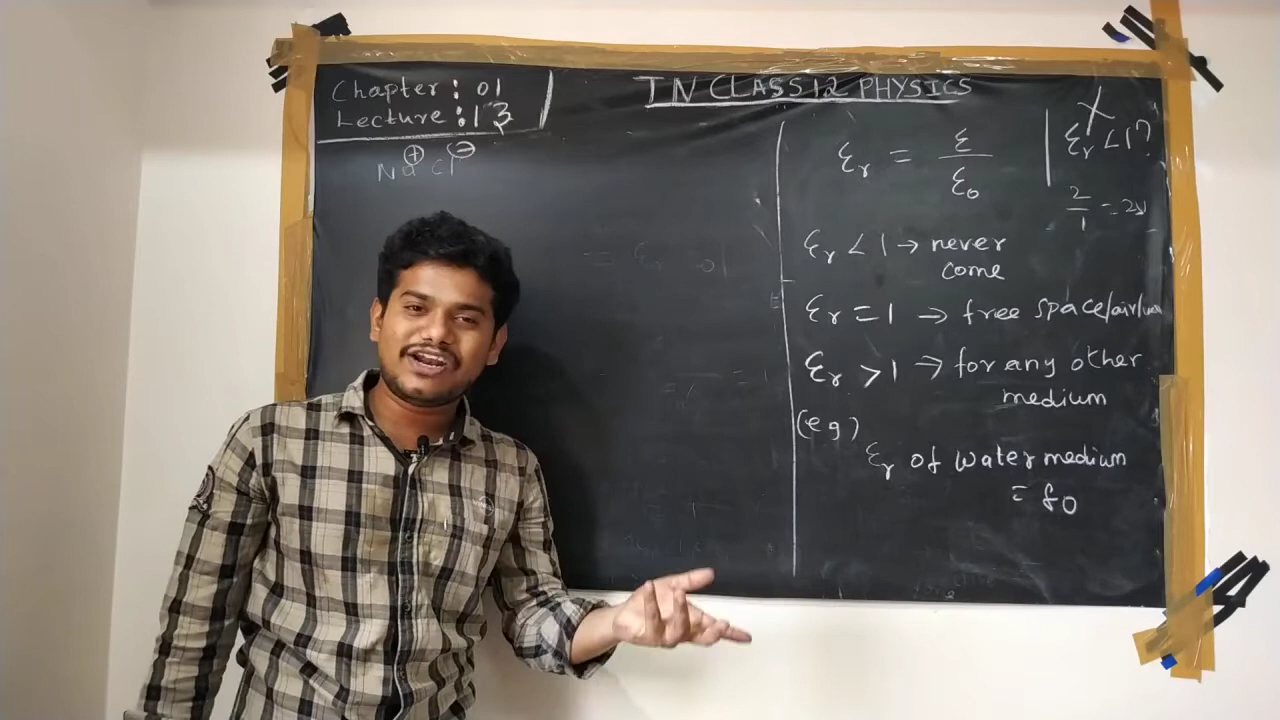 Chapter : 01
Lecture : 13
TN CLASS 12 PHYSICS
Na⊕ Cl⊖
εr = ε/ε0
εr < 1 → never
come
εr = 1 → free space/air/
εr > 1 → for any other
medium
(eg)
εr of water medium
= 80
X
εr < 1?
2/1 = 2